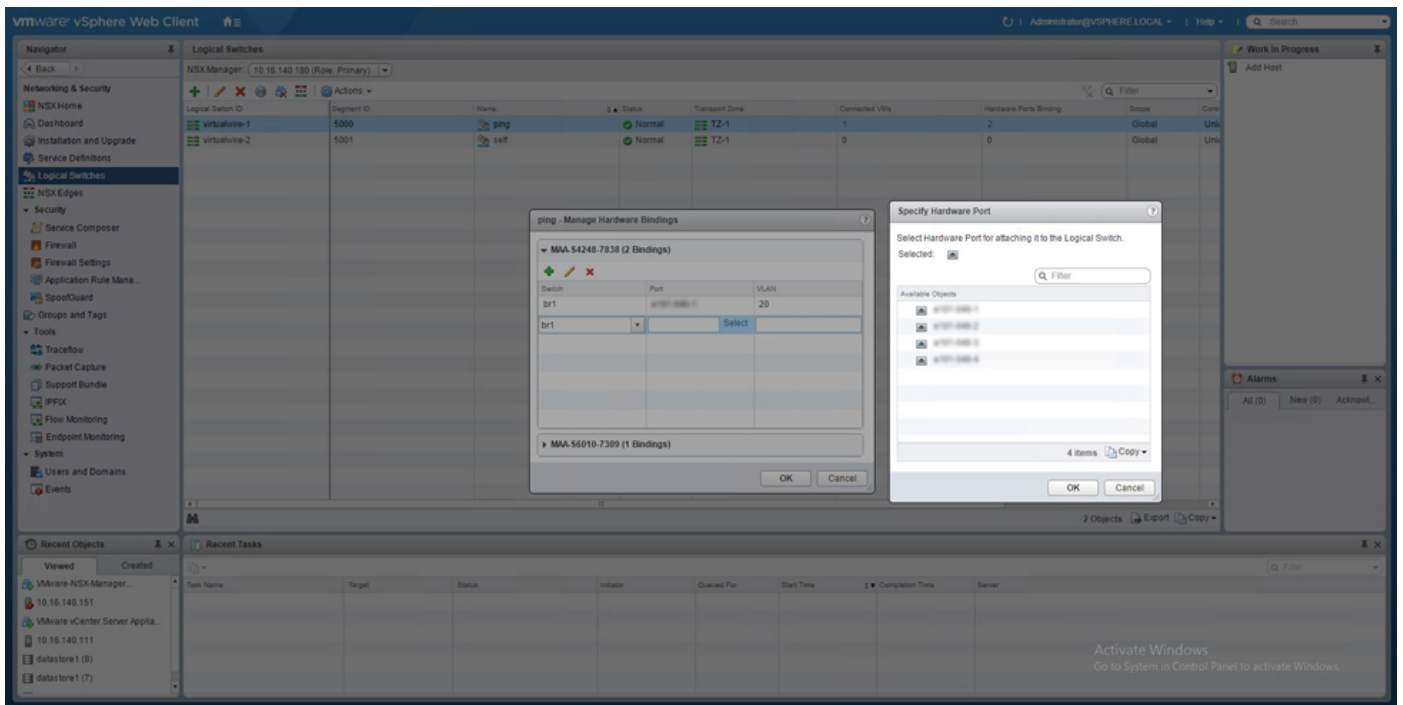 vmware® vSphere Web Client
Administrator@VSPHERE.LOCAL
Help
Search
Navigator
Back
Networking & Security
NSX Home
Dashboard
Installation and Upgrade
Service Definitions
Logical Switches
NSX Edges
Security
Service Composer
Firewall
Firewall Settings
Application Rule Mana...
SpoofGuard
Groups and Tags
Tools
Traceflow
Packet Capture
Support Bundle
IPFIX
Flow Monitoring
Endpoint Monitoring
System
Users and Domains
Events
Logical Switches
NSX Manager: 10.16.140.180 (Role: Primary)
Actions
Filter
Logical Switch ID Segment ID Name 1 Status Transport Zone Connected VMs Hardware Ports Binding Scope Cont
virtualwire-1 5000 ping Normal TZ-1 1 2 Global Uni
virtualwire-2 5001 self Normal TZ-1 0 0 Global Uni
ping - Manage Hardware Bindings ?
MAA-S4248-7838 (2 Bindings)
Switch Port VLAN
br1 20
br1 Select
MAA-S6010-7309 (1 Bindings)
OK Cancel
Specify Hardware Port ?
Select Hardware Port for attaching it to the Logical Switch.
Selected:
Filter
Available Objects
4 items Copy
OK Cancel
2 Objects Export Copy
Work In Progress
Add Host
Alarms
All (0) New (0) Acknowl...
Recent Objects
Viewed Created
VMware-NSX-Manager...
10.16.140.151
VMware vCenter Server Applia...
10.16.140.111
datastore1 (8)
datastore1 (7)
Recent Tasks
Filter
Task Name Target Status Initiator Queued For Start Time 1 Completion Time Server
Activate Windows
Go to System in Control Panel to activate Windows.